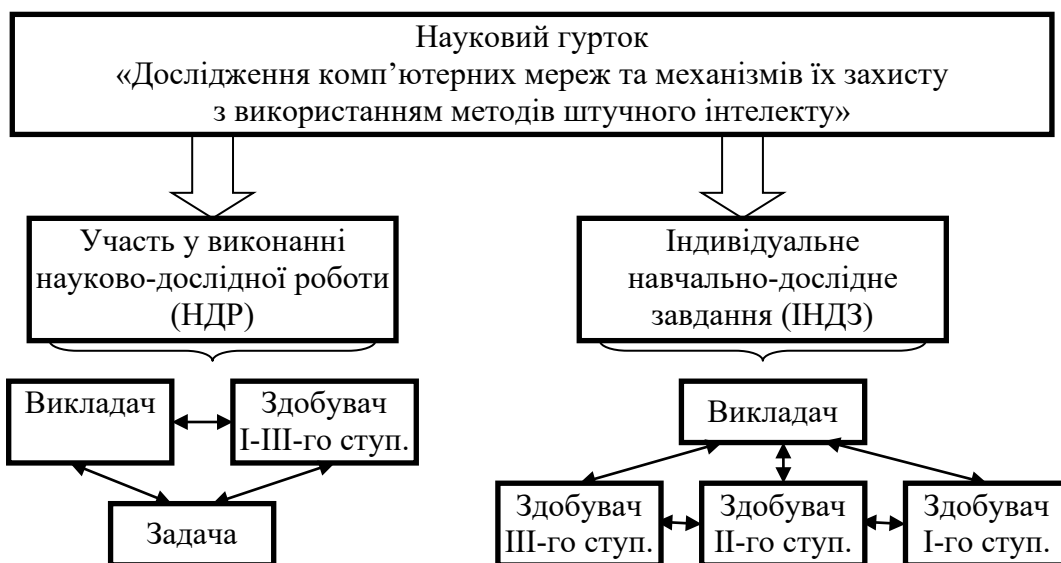 Науковий гурток
«Дослідження комп’ютерних мереж та механізмів їх захисту
з використанням методів штучного інтелекту»
Участь у виконанні
науково-дослідної роботи
(НДР)
Індивідуальне
навчально-дослідне
завдання (ІНДЗ)
Викладач
Здобувач
І-ІІІ-го ступ.
Задача
Викладач
Здобувач
ІІІ-го ступ.
Здобувач
ІІ-го ступ.
Здобувач
І-го ступ.